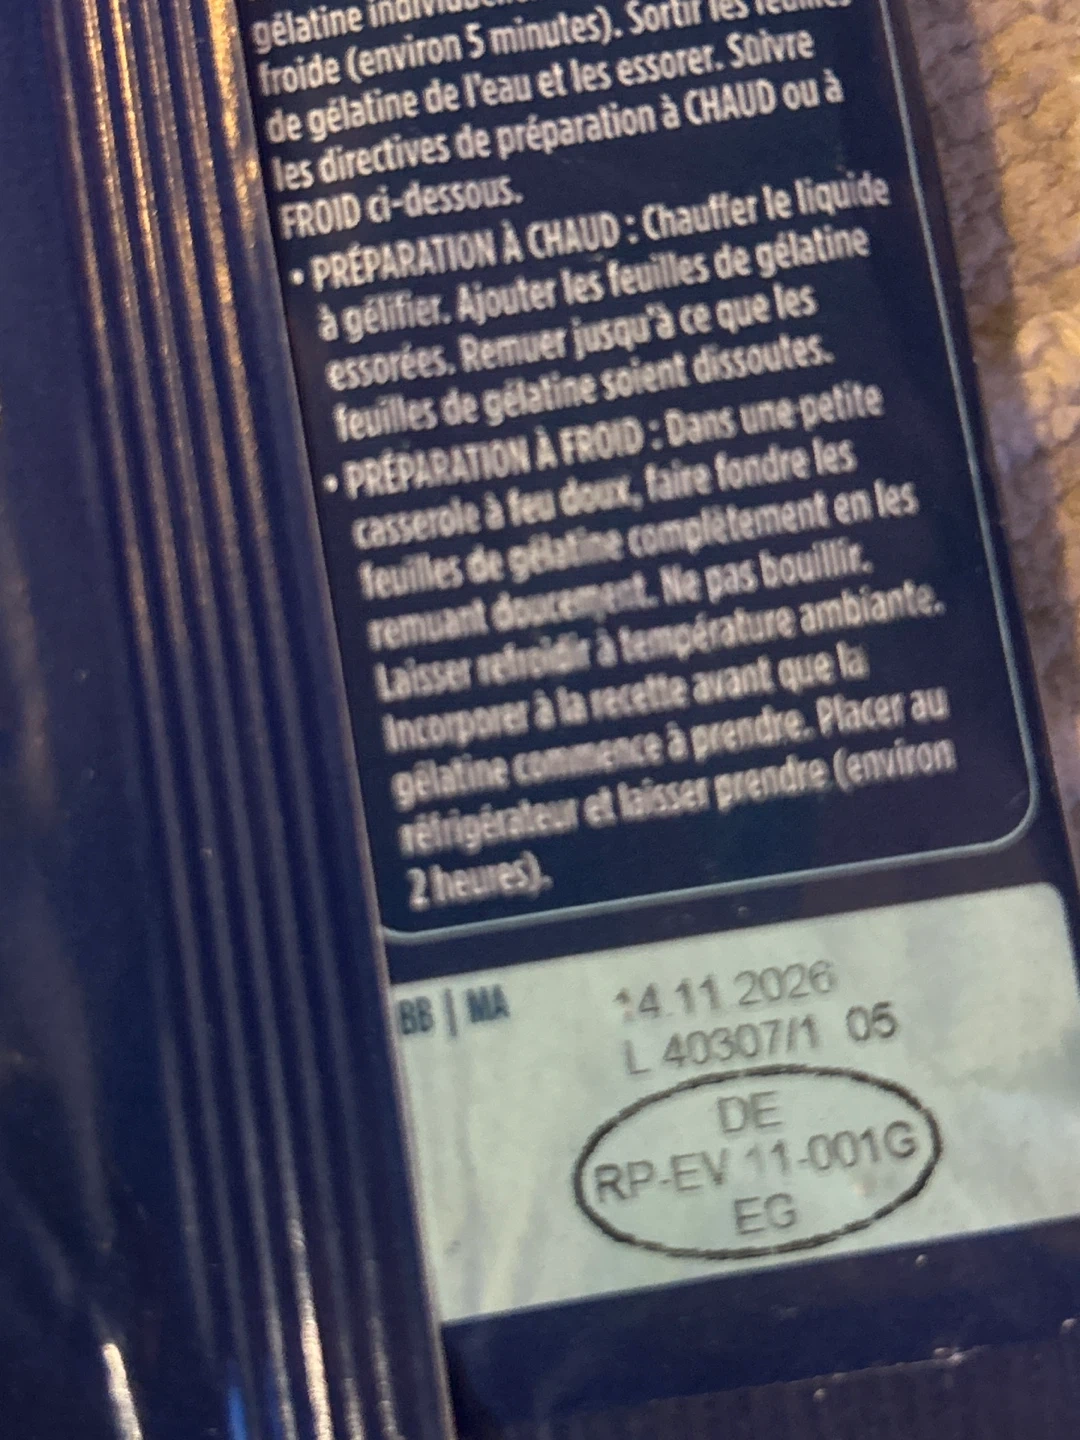 gélatine
froide (environ 5 minutes). Sortir les feuilles
de gélatine de l'eau et les essorer. Suivre
les directives de préparation à CHAUD ou à
FROID ci-dessous.
• PRÉPARATION À CHAUD : Chauffer le liquide
à gélifier. Ajouter les feuilles de gélatine
essorées. Remuer jusqu'à ce que les
feuilles de gélatine soient dissoutes.
• PRÉPARATION À FROID : Dans une petite
casserole à feu doux, faire fondre les
feuilles de gélatine complètement en les
remuant doucement. Ne pas bouillir.
Laisser refroidir à température ambiante.
Incorporer à la recette avant que la
gélatine commence à prendre. Placer au
réfrigérateur et laisser prendre (environ
2 heures).
BB | MA
14.11.2026
L 40307/1 05
DE
RP-EV 11-001G
EG